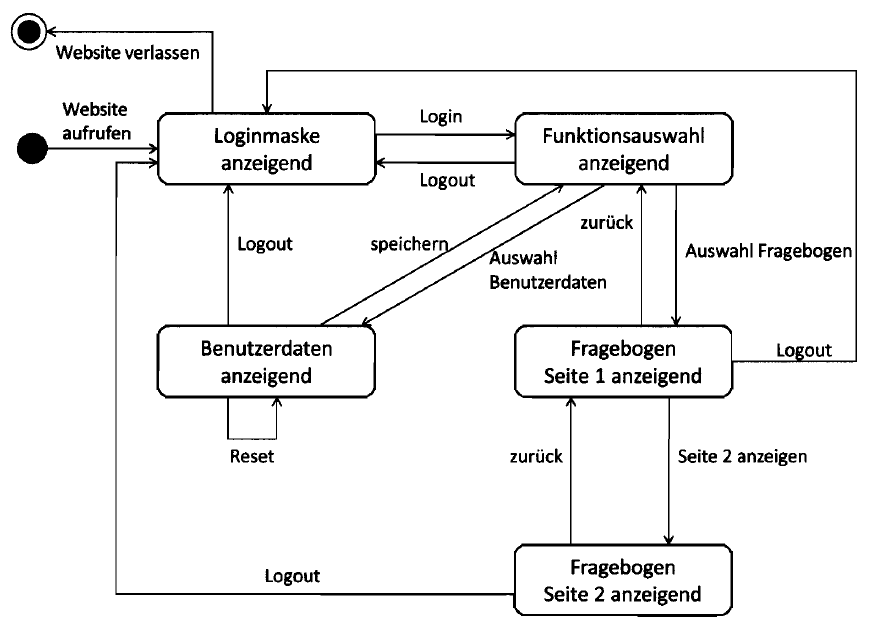 Website verlassen
Website
aufrufen
Loginmaske
anzeigend
Login
Logout
Funktionsauswahl
anzeigend
Logout
speichern
Auswahl
Benutzerdaten
zurück
Auswahl Fragebogen
Benutzerdaten
anzeigend
Fragebogen
Seite 1 anzeigend
Logout
Reset
zurück
Seite 2 anzeigen
Logout
Fragebogen
Seite 2 anzeigend